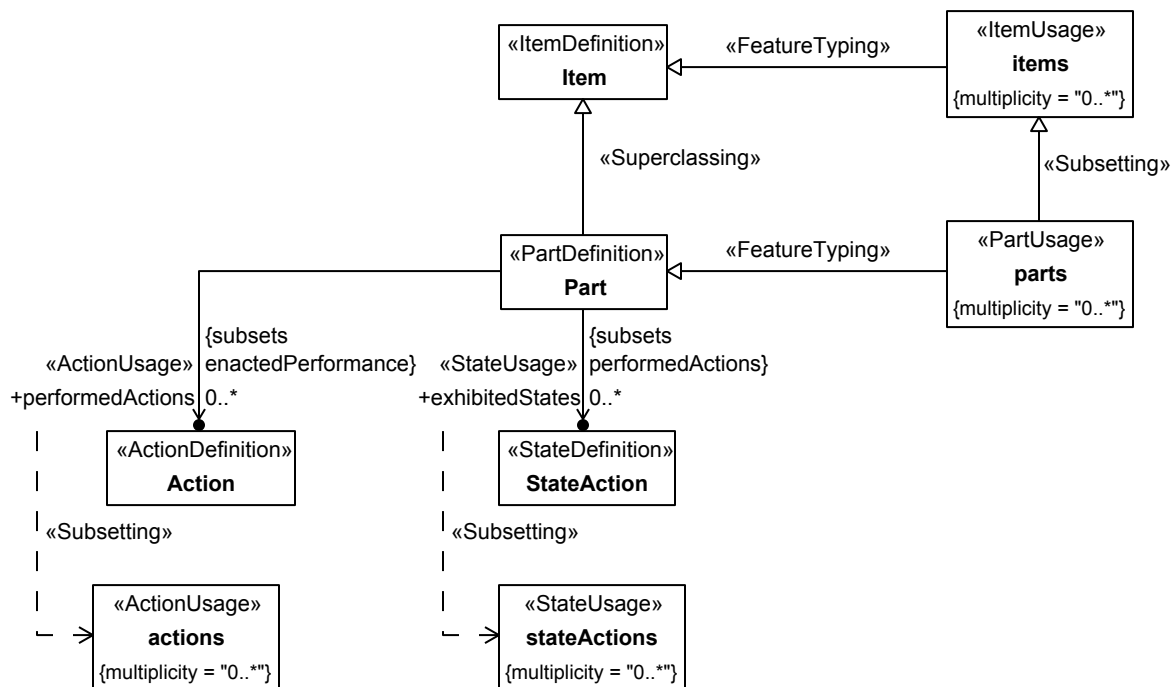 «ItemDefinition»
Item
«FeatureTyping»
«ItemUsage»
items
{multiplicity = "0..*"}
«Superclassing»
«Subsetting»
«PartDefinition»
Part
«FeatureTyping»
«PartUsage»
parts
{multiplicity = "0..*"}
«ActionUsage»
+performedActions
{subsets
enactedPerformance}
0..*
«StateUsage»
+exhibitedStates
{subsets
performedActions}
0..*
«ActionDefinition»
Action
«StateDefinition»
StateAction
«Subsetting»
«Subsetting»
«ActionUsage»
actions
{multiplicity = "0..*"}
«StateUsage»
stateActions
{multiplicity = "0..*"}